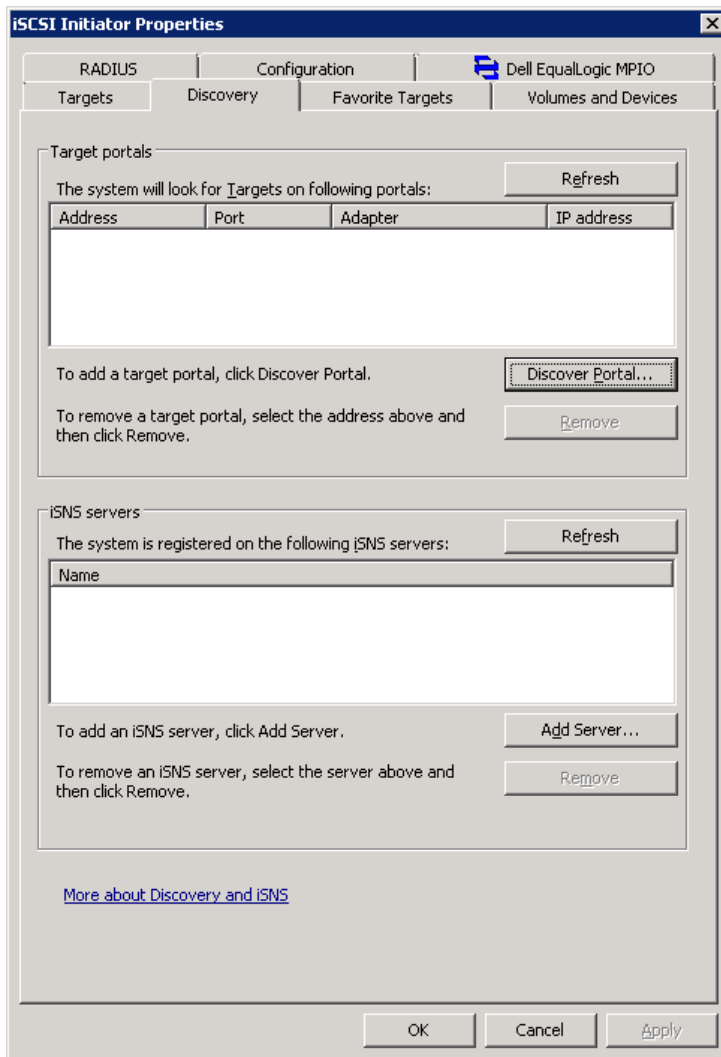 iSCSI Initiator Properties
RADIUS Configuration Dell EqualLogic MPIO
Targets Discovery Favorite Targets Volumes and Devices
Target portals
The system will look for Targets on following portals: Refresh
Address Port Adapter IP address
To add a target portal, click Discover Portal. Discover Portal...
To remove a target portal, select the address above and
then click Remove.
Remove
iSNS servers
The system is registered on the following iSNS servers: Refresh
Name
To add an iSNS server, click Add Server. Add Server...
To remove an iSNS server, select the server above and
then click Remove.
Remove
More about Discovery and iSNS
OK Cancel Apply